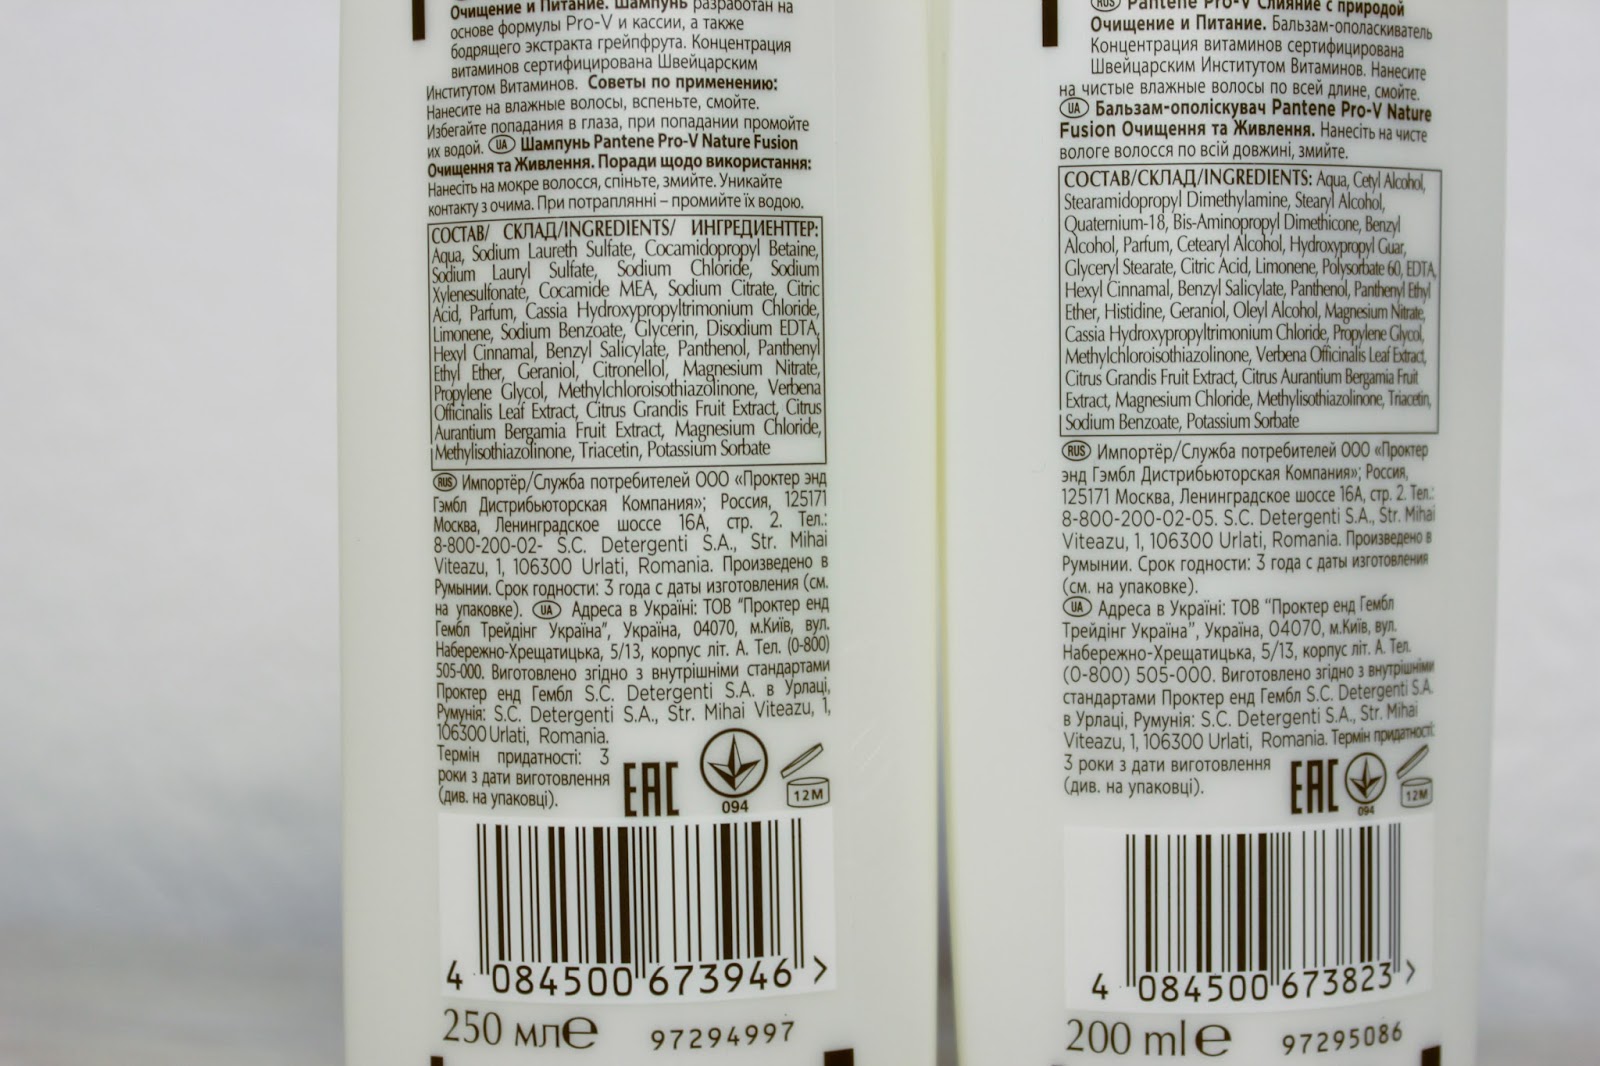 Очищение и Питание. Шампунь разработан на
основе формулы Pro-V и кассии, а также
бодрящего экстракта грейпфрута. Концентрация
витаминов сертифицирована Швейцарским
Институтом Витаминов. Советы по применению:
Нанесите на влажные волосы, вспеньте, смойте.
Избегайте попадания в глаза, при попадании промойте
их водой. UA Шампунь Pantene Pro-V Nature Fusion
Очищення та Живлення. Поради щодо використання:
Нанесіть на мокре волосся, спіньте, змийте. Уникайте
контакту з очима. При потраплянні – промийте їх водою.
СОСТАВ/ СКЛАД/INGREDIENTS/ ИНГРЕДИЕНТТЕР:
Aqua, Sodium Laureth Sulfate, Cocamidopropyl Betaine,
Sodium Lauryl Sulfate, Sodium Chloride, Sodium
Xylenesulfonate, Cocamide MEA, Sodium Citrate, Citric
Acid, Parfum, Cassia Hydroxypropyltrimonium Chloride,
Limonene, Sodium Benzoate, Glycerin, Disodium EDTA,
Hexyl Cinnamal, Benzyl Salicylate, Panthenol, Panthenyl
Ethyl Ether, Geraniol, Citronellol, Magnesium Nitrate,
Propylene Glycol, Methylchloroisothiazolinone, Verbena
Officinalis Leaf Extract, Citrus Grandis Fruit Extract, Citrus
Aurantium Bergamia Fruit Extract, Magnesium Chloride,
Methylisothiazolinone, Triacetin, Potassium Sorbate
RUS Импортёр/Служба потребителей ООО «Проктер энд
Гэмбл Дистрибьюторская Компания»; Россия, 125171
Москва, Ленинградское шоссе 16А, стр. 2. Тел.:
8-800-200-02- S.C. Detergenti S.A., Str. Mihai
Viteazu, 1, 106300 Urlati, Romania. Произведено в
Румынии. Срок годности: 3 года с даты изготовления (см.
на упаковке). UA Адреса в Україні: ТОВ "Проктер енд
Гембл Трейдінг Україна", Україна, 04070, м.Київ, вул.
Набережно-Хрещатицька, 5/13, корпус літ. А. Тел. (0-800)
505-000. Виготовлено згідно з внутрішніми стандартами
Проктер енд Гембл S.C. Detergenti S.A. в Урлаці,
Румунія: S.C. Detergenti S.A., Str. Mihai Viteazu, 1,
106300 Urlati, Romania.
Термін придатності: 3
роки з дати виготовлення
(див. на упаковці).
EAC
094
12M
4 084500 673946 >
250 мл e 97294997
RUS Pantene Pro-V Слияние с природой
Очищение и Питание. Бальзам-ополаскиватель
Концентрация витаминов сертифицирована
Швейцарским Институтом Витаминов. Нанесите
на чистые влажные волосы по всей длине, смойте.
UA Бальзам-ополіскувач Pantene Pro-V Nature
Fusion Очищення та Живлення. Нанесіть на чисте
вологе волосся по всій довжині, змийте.
СОСТАВ/СКЛАД/INGREDIENTS: Aqua, Cetyl Alcohol,
Stearamidopropyl Dimethylamine, Stearyl Alcohol,
Quaternium-18, Bis-Aminopropyl Dimethicone, Benzyl
Alcohol, Parfum, Cetearyl Alcohol, Hydroxypropyl Guar,
Glyceryl Stearate, Citric Acid, Limonene, Polysorbate 60, EDTA,
Hexyl Cinnamal, Benzyl Salicylate, Panthenol, Panthenyl Ethyl
Ether, Histidine, Geraniol, Oleyl Alcohol, Magnesium Nitrate,
Cassia Hydroxypropyltrimonium Chloride, Propylene Glycol,
Methylchloroisothiazolinone, Verbena Officinalis Leaf Extract,
Citrus Grandis Fruit Extract, Citrus Aurantium Bergamia Fruit
Extract, Magnesium Chloride, Methylisothiazolinone, Triacetin,
Sodium Benzoate, Potassium Sorbate
RUS Импортёр/Служба потребителей ООО «Проктер
энд Гэмбл Дистрибьюторская Компания»; Россия,
125171 Москва, Ленинградское шоссе 16А, стр. 2. Тел.:
8-800-200-02-05. S.C. Detergenti S.A., Str. Mihai
Viteazu, 1, 106300 Urlati, Romania. Произведено в
Румынии. Срок годности: 3 года с даты изготовления
(см. на упаковке).
UA Адреса в Україні: ТОВ "Проктер енд Гембл
Трейдінг Україна", Україна, 04070, м.Київ, вул.
Набережно-Хрещатицька, 5/13, корпус літ. А. Тел.
(0-800) 505-000. Виготовлено згідно з внутрішніми
стандартами Проктер енд Гембл S.C. Detergenti S.A.
в Урлаці, Румунія: S.C. Detergenti S.A., Str. Mihai
Viteazu, 1, 106300 Urlati, Romania. Термін придатності:
3 роки з дати виготовлення
(див. на упаковці).
EAC
094
12M
4 084500 673823 >
200 ml e 97295086